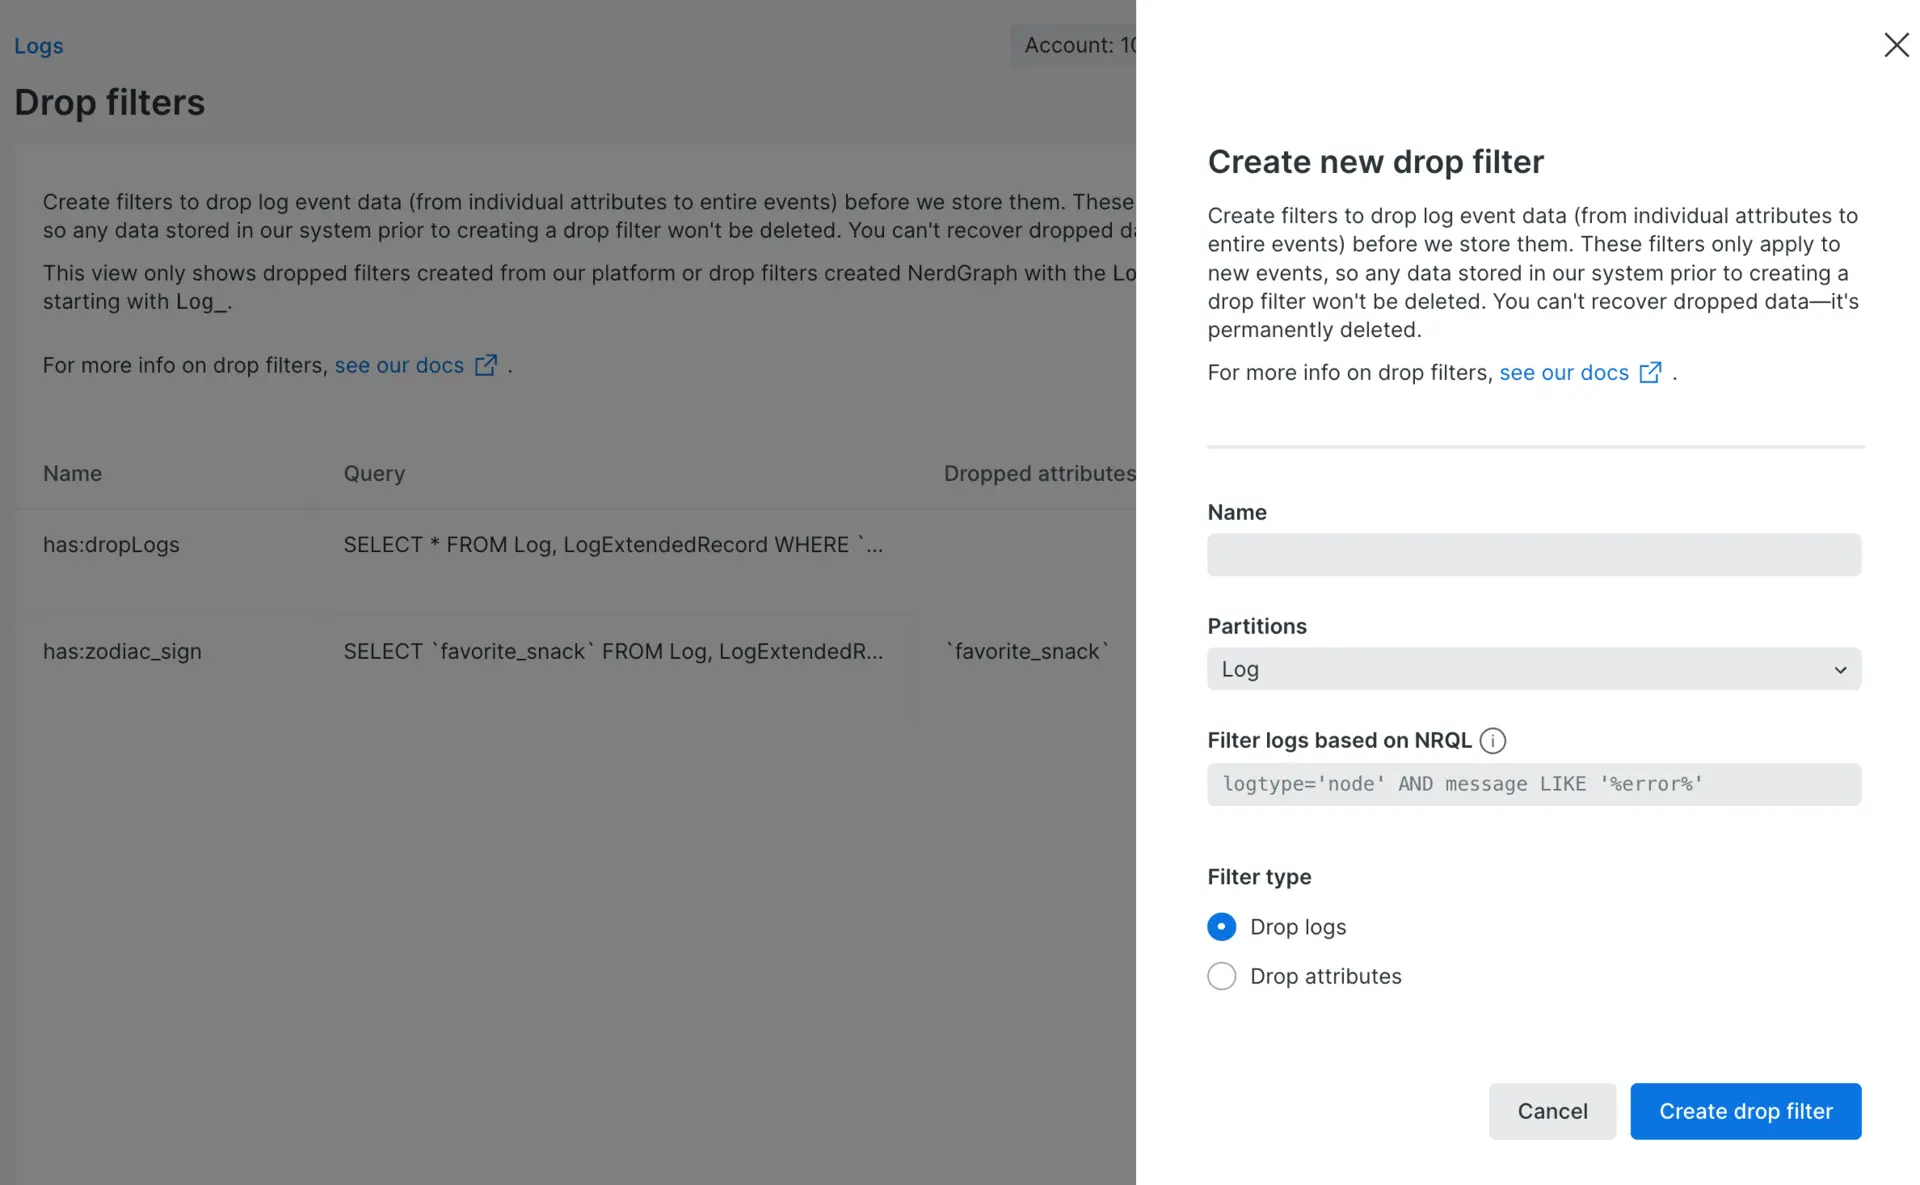 Logs
Account: 10
Drop filters
Create filters to drop log event data (from individual attributes to entire events) before we store them. These
so any data stored in our system prior to creating a drop filter won't be deleted. You can't recover dropped d
This view only shows dropped filters created from our platform or drop filters created NerdGraph with the Lo
starting with Log_.
For more info on drop filters, see our docs .
Name Query Dropped attributes
has:dropLogs SELECT * FROM Log, LogExtendedRecord WHERE `...
has:zodiac_sign SELECT `favorite_snack` FROM Log, LogExtendedR... `favorite_snack`
Create new drop filter
Create filters to drop log event data (from individual attributes to
entire events) before we store them. These filters only apply to
new events, so any data stored in our system prior to creating a
drop filter won't be deleted. You can't recover dropped data—it's
permanently deleted.
For more info on drop filters, see our docs .
Name
Partitions
Log
Filter logs based on NRQL
logtype='node' AND message LIKE '%error%'
Filter type
Drop logs
Drop attributes
Cancel
Create drop filter